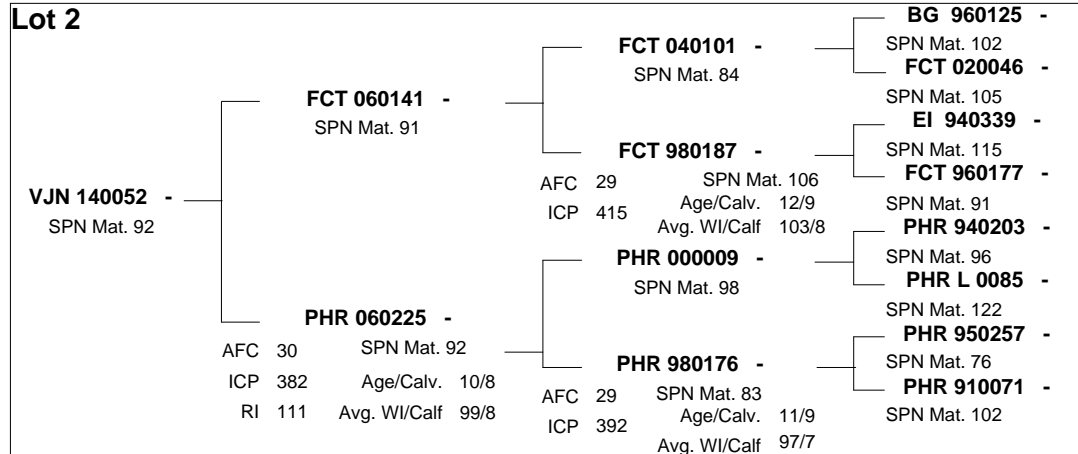 Lot 2
BG 960125 -
FCT 040101 -
SPN Mat. 102
SPN Mat. 84
FCT 020046 -
FCT 060141 -
SPN Mat. 105
SPN Mat. 91
EI 940339 -
FCT 980187 -
SPN Mat. 115
AFC 29 SPN Mat. 106
FCT 960177 -
VJN 140052 -
ICP 415 Age/Calv. 12/9
SPN Mat. 91
SPN Mat. 92
Avg. WI/Calf 103/8
PHR 940203 -
PHR 000009 -
SPN Mat. 96
SPN Mat. 98
PHR L 0085 -
PHR 060225 -
SPN Mat. 122
AFC 30 SPN Mat. 92
PHR 950257 -
PHR 980176 -
SPN Mat. 76
ICP 382 Age/Calv. 10/8
AFC 29 SPN Mat. 83
PHR 910071 -
RI 111 Avg. WI/Calf 99/8
ICP 392 Age/Calv. 11/9
SPN Mat. 102
Avg. WI/Calf 97/7